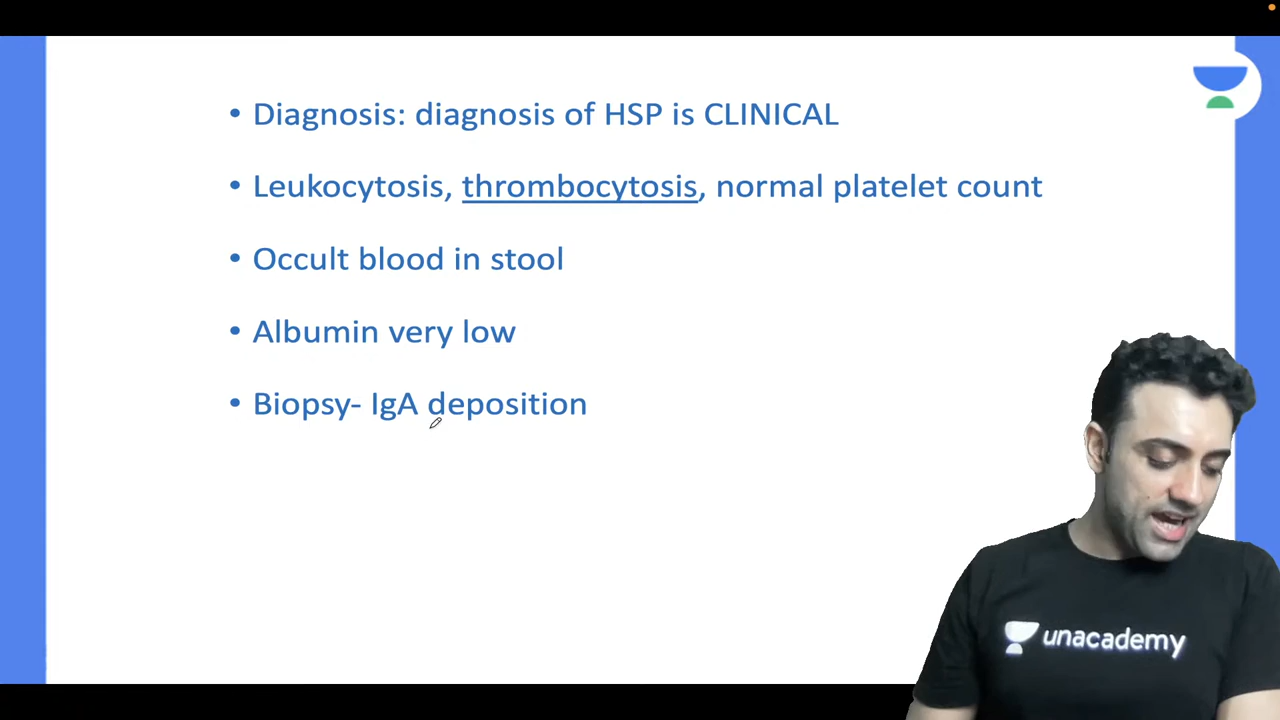 • Diagnosis: diagnosis of HSP is CLINICAL
• Leukocytosis, thrombocytosis, normal platelet count
• Occult blood in stool
• Albumin very low
• Biopsy- IgA deposition
unacademy